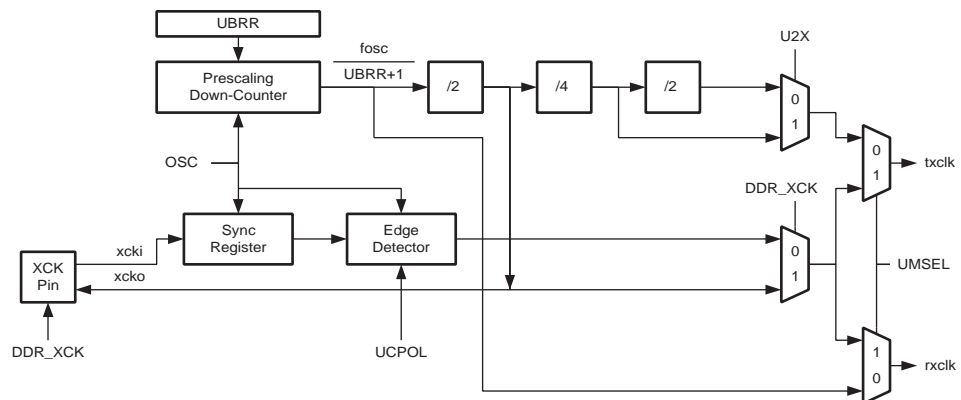 UBRR
fosc
UBRR+1
U2X
Prescaling
Down-Counter
/2
/4
/2
0
1
OSC
0
1
txclk
DDR_XCK
Sync
Register
Edge
Detector
0
1
xcki
XCK
Pin
xcko
UMSEL
DDR_XCK
UCPOL
1
0
rxclk